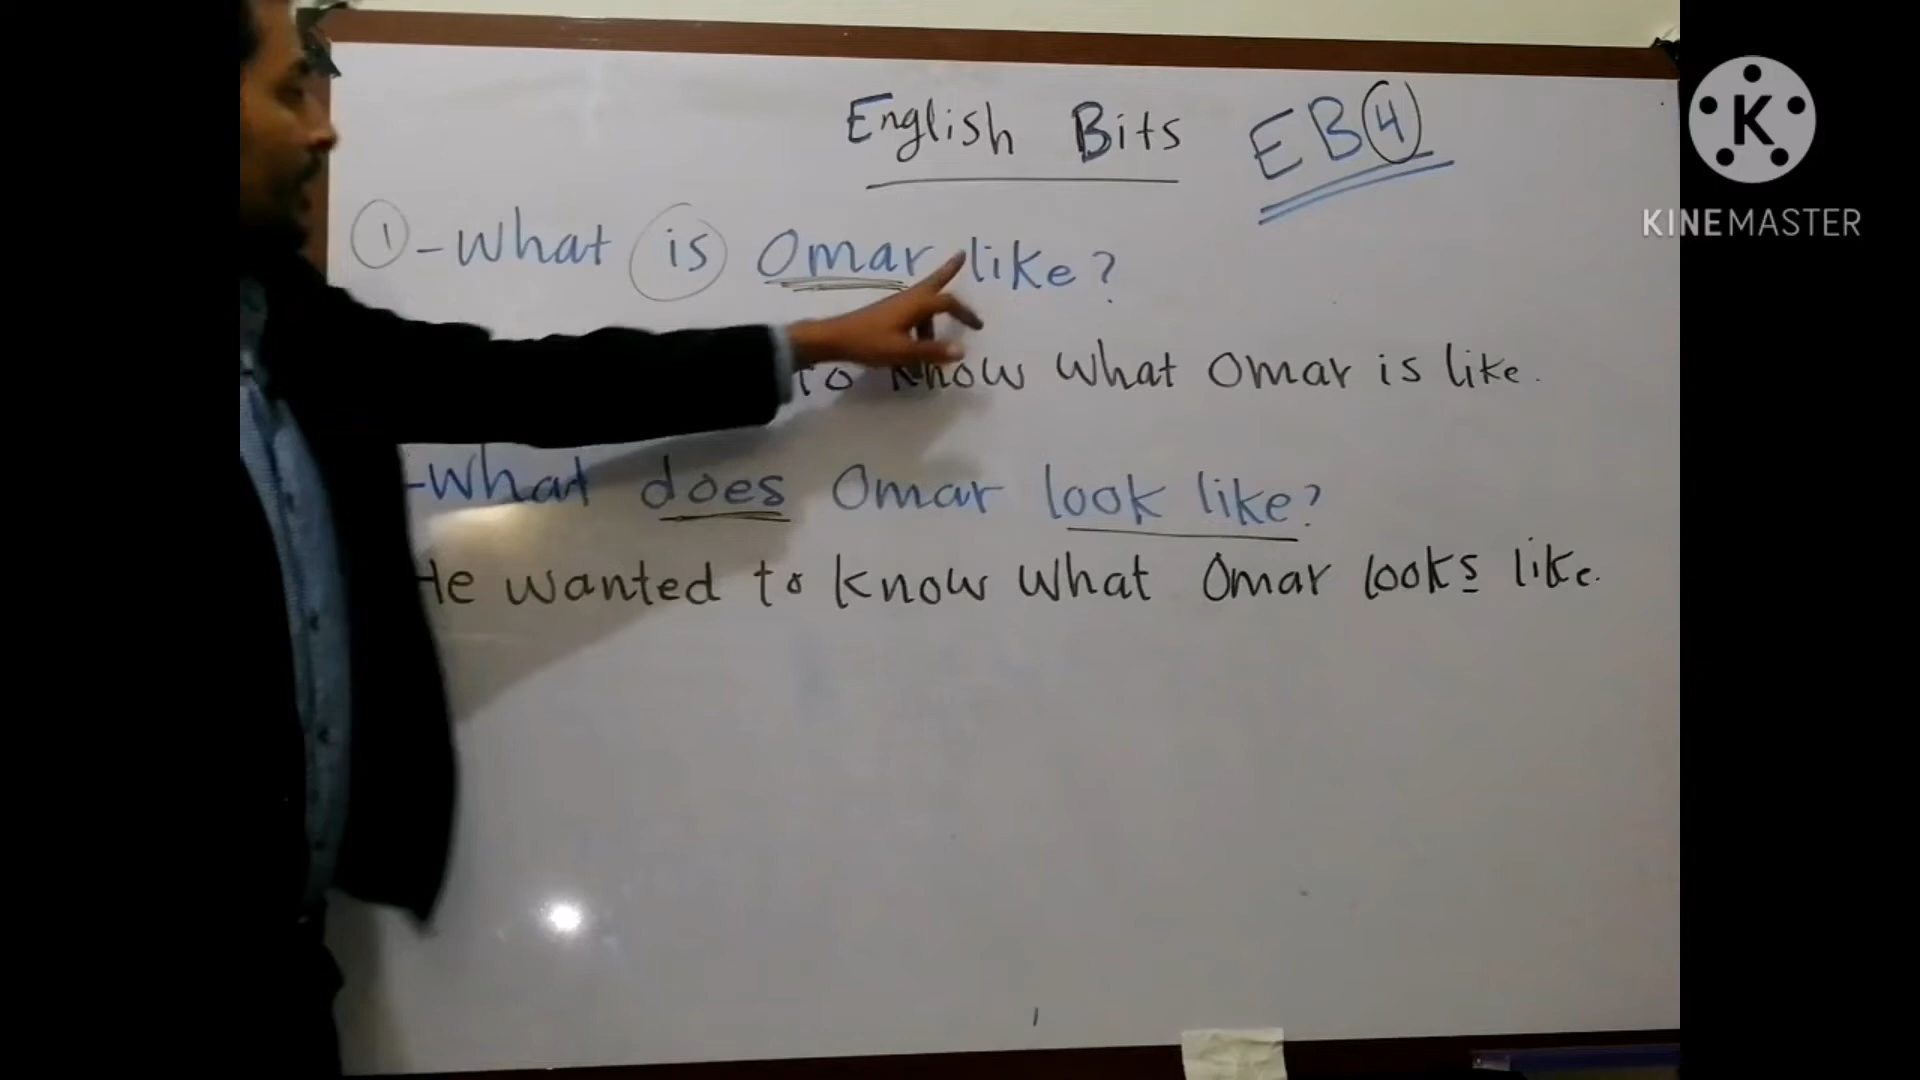 English Bits EB4
1-What is Omar like?
to know what Omar is like.
-What does Omar look like?
He wanted to know what Omar looks like.
K
KINEMASTER